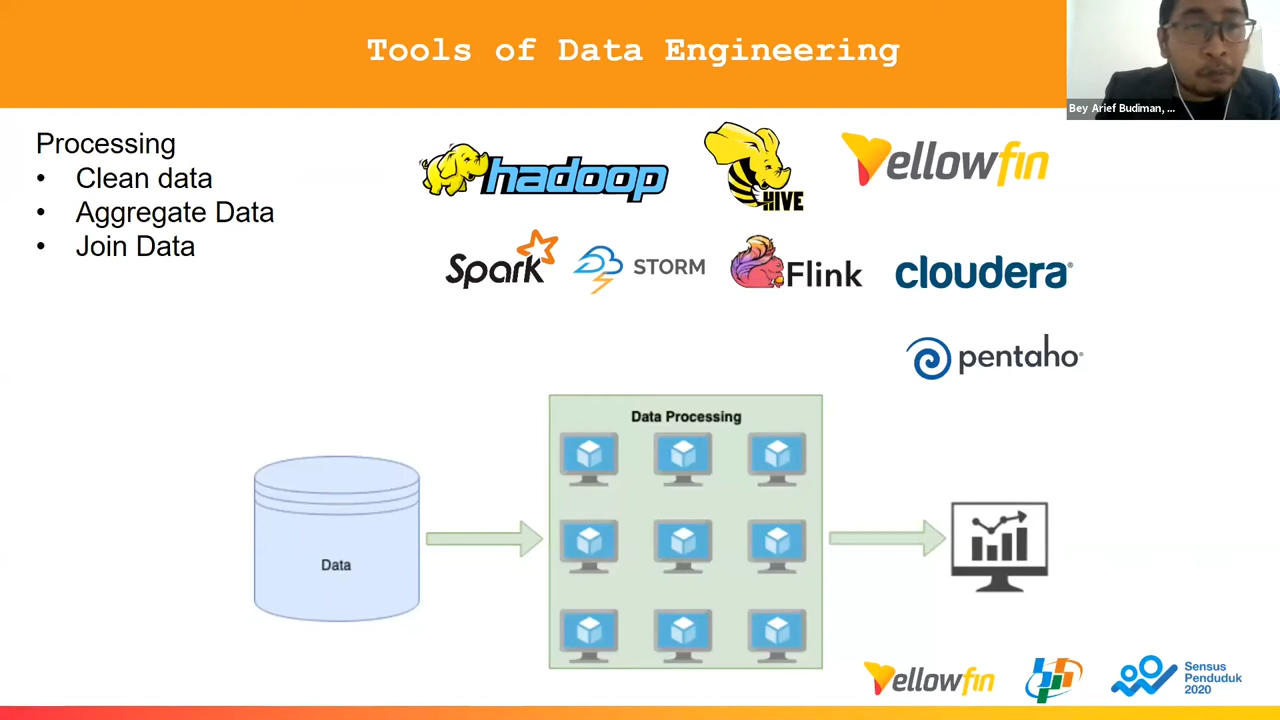 Tools of Data Engineering
Bey Arief Budiman, ...
Processing
• Clean data
• Aggregate Data
• Join Data
hadoop
HIVE
Yellowfin
Spark
STORM
Flink
cloudera®
pentaho®
Data Processing
Data
Yellowfin
Sensus
Penduduk
2020